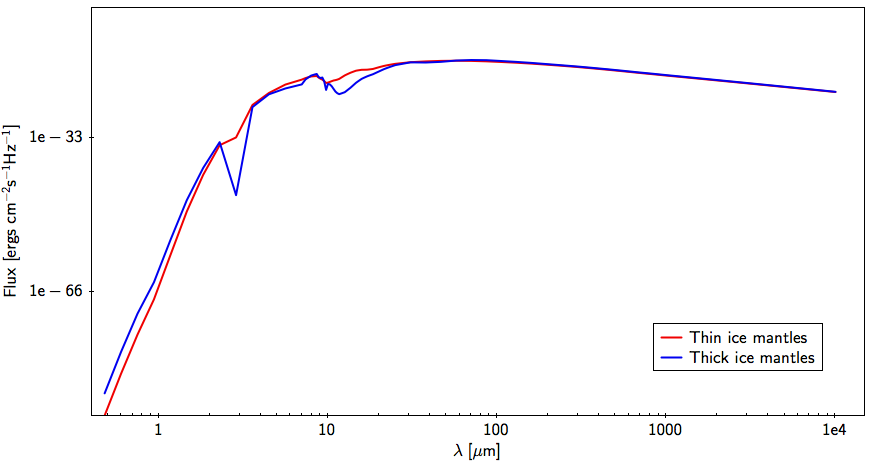 Flux [ergs cm⁻²s⁻¹Hz⁻¹]
1e − 33
1e − 66
Thin ice mantles
Thick ice mantles
1 10 100 1000 1e4
λ [μm]